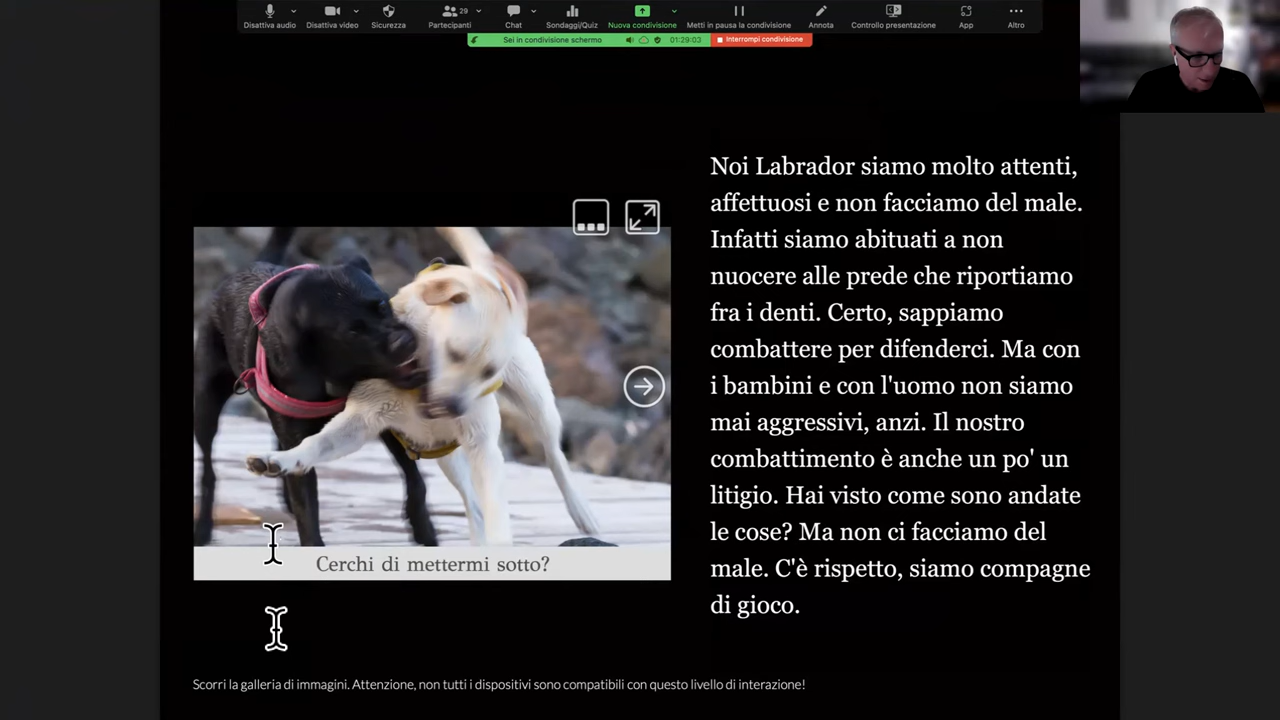 Disattiva audio
Disattiva video
Sicurezza
29
Partecipanti
Chat
Sondaggi/Quiz
Nuova condivisione
Metti in pausa la condivisione
Annota
Controllo presentazione
App
Altro
Sei in condivisione schermo
01:29:03
Interrompi condivisione
Cerchi di mettermi sotto?
Noi Labrador siamo molto attenti,
affettuosi e non facciamo del male.
Infatti siamo abituati a non
nuocere alle prede che riportiamo
fra i denti. Certo, sappiamo
combattere per difenderci. Ma con
i bambini e con l'uomo non siamo
mai aggressivi, anzi. Il nostro
combattimento è anche un po' un
litigio. Hai visto come sono andate
le cose? Ma non ci facciamo del
male. C'è rispetto, siamo compagne
di gioco.
Scorri la galleria di immagini. Attenzione, non tutti i dispositivi sono compatibili con questo livello di interazione!